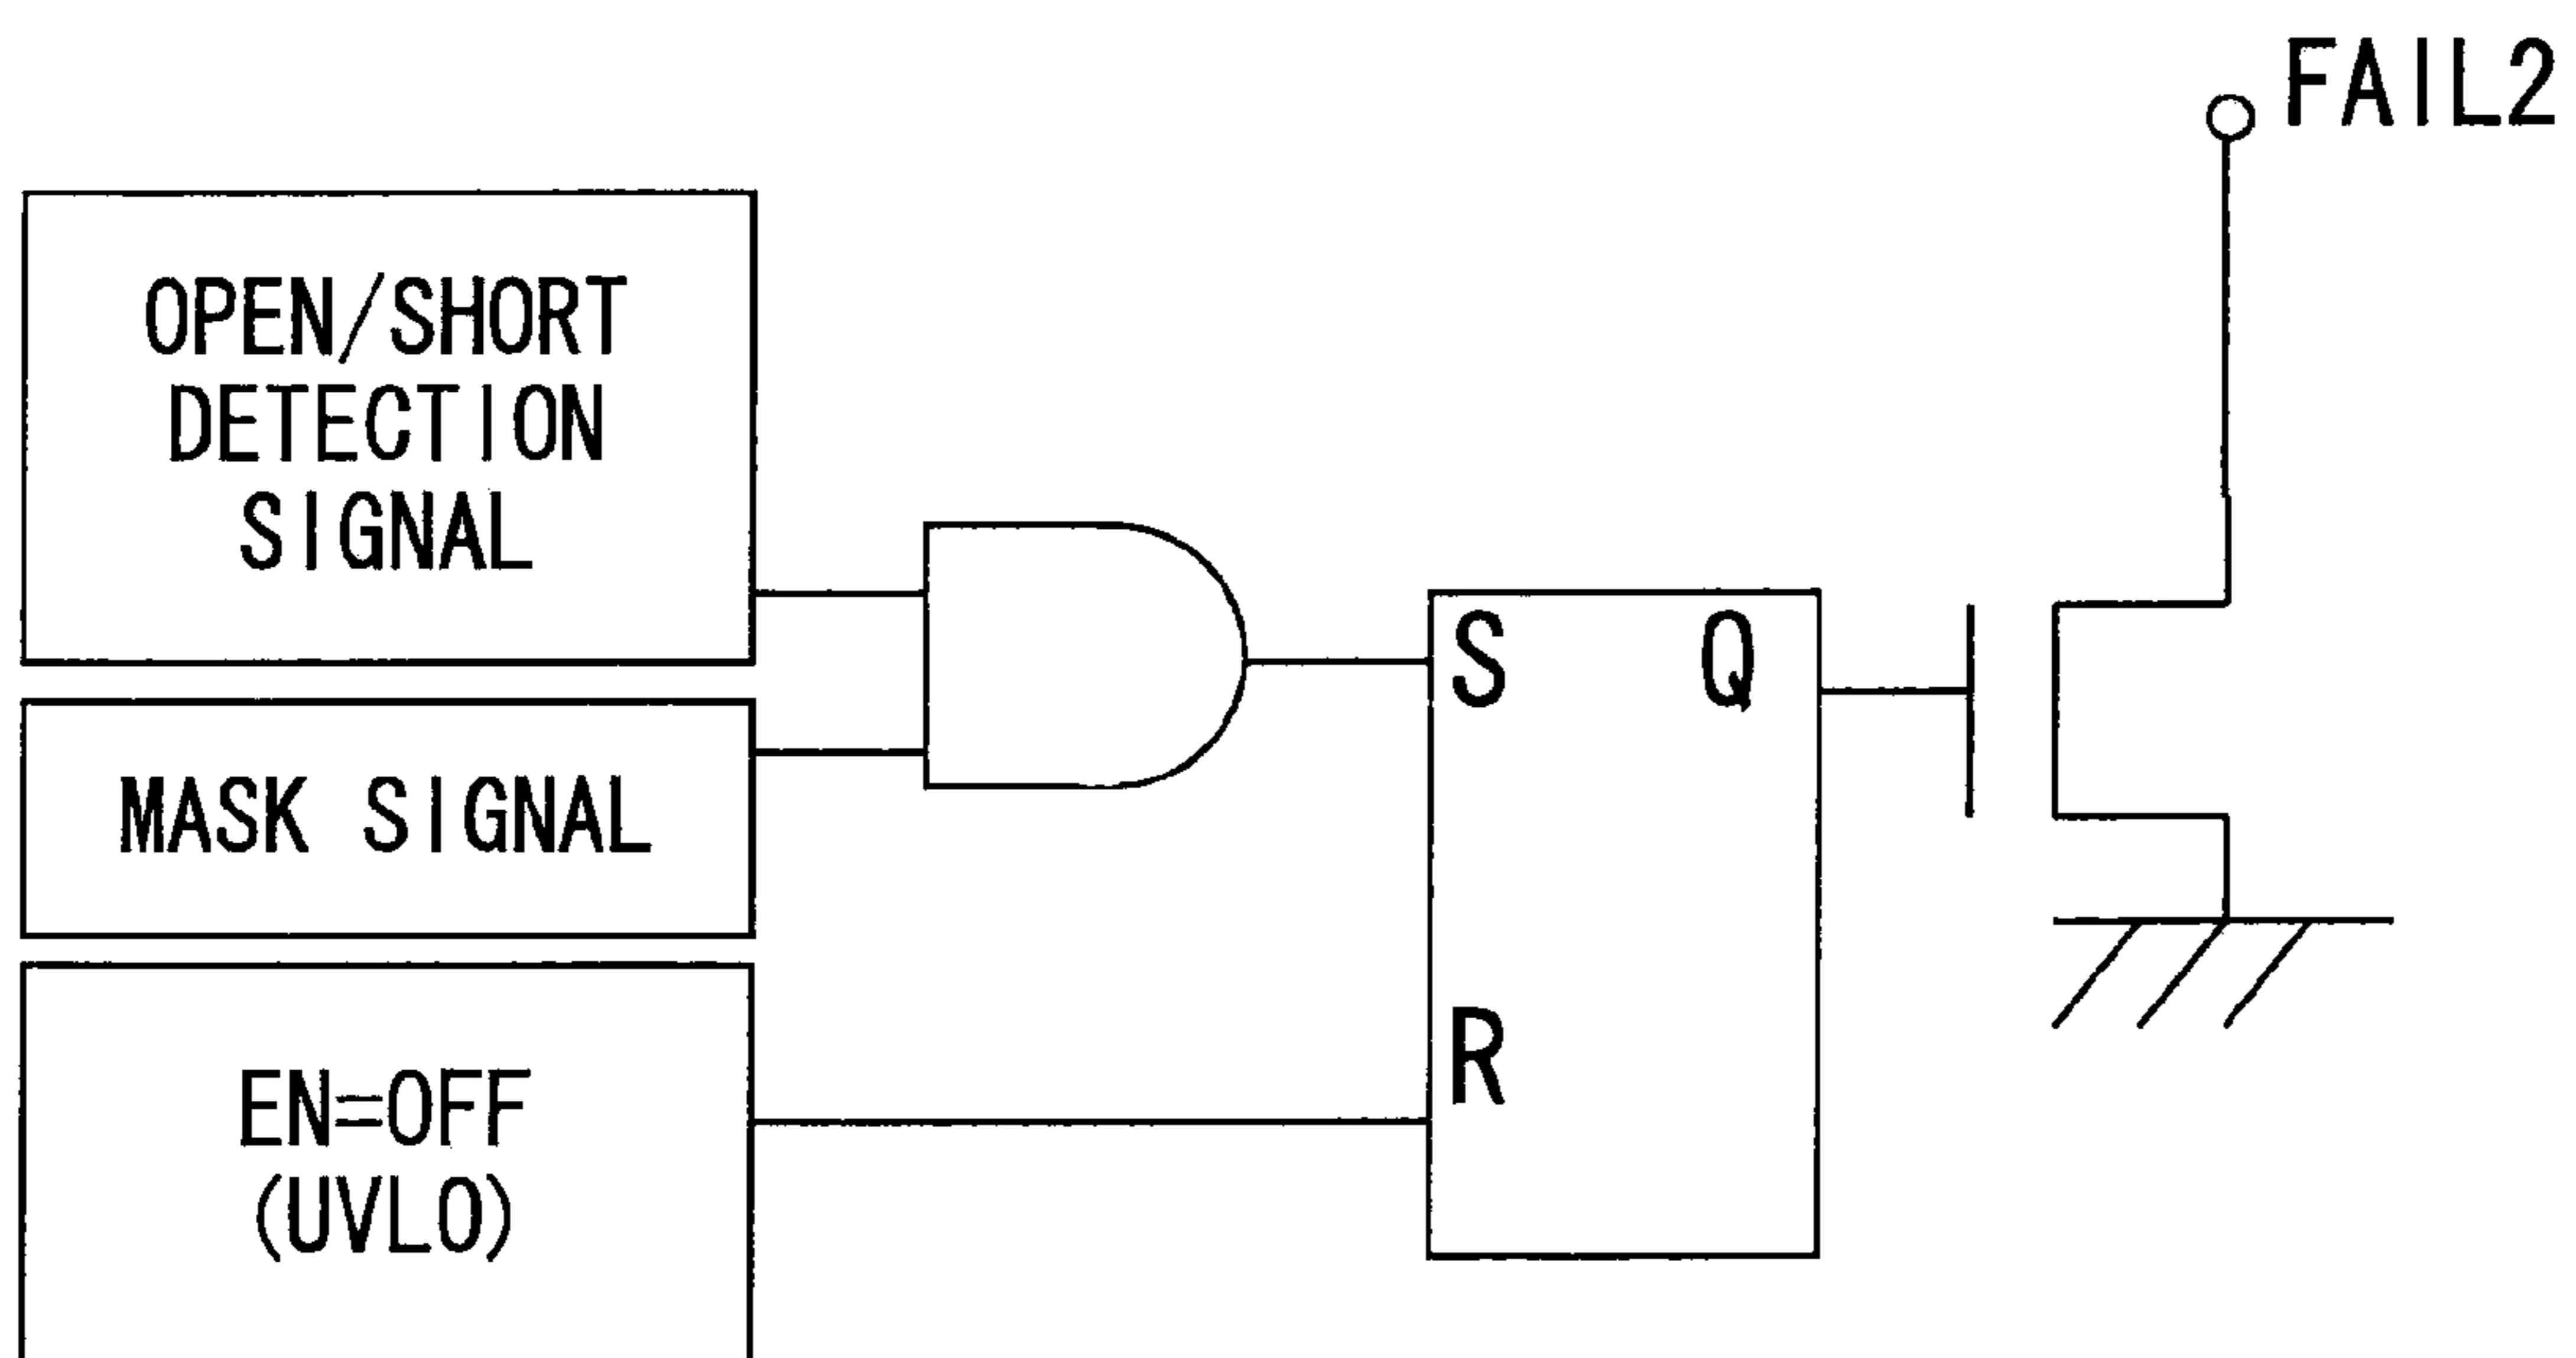 FAIL2
OPEN/SHORT
DETECTION
SIGNAL
MASK SIGNAL
S
Q
R
EN=OFF
(UVLO)